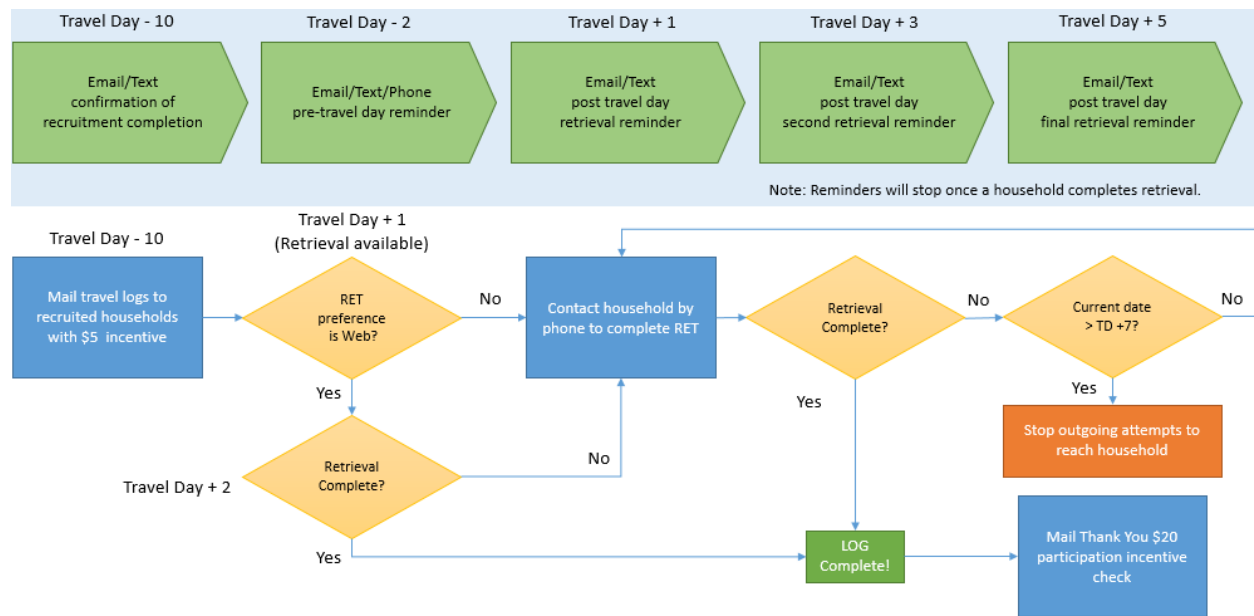 Travel Day - 10
Travel Day - 2
Travel Day + 1
Travel Day + 3
Travel Day + 5
Email/Text
confirmation of
recruitment completion
Email/Text/Phone
pre-travel day reminder
Email/Text
post travel day
retrieval reminder
Email/Text
post travel day
second retrieval reminder
Email/Text
post travel day
final retrieval reminder
Note: Reminders will stop once a household completes retrieval.
Travel Day - 10
Travel Day + 1
(Retrieval available)
Mail travel logs to
recruited households
with $5 incentive
RET
preference
is Web?
No
Contact household by
phone to complete RET
Retrieval
Complete?
No
Current date
> TD +7?
No
Yes
Yes
Yes
Travel Day + 2
Retrieval
Complete?
No
Stop outgoing attempts to
reach household
Yes
LOG
Complete!
Mail Thank You $20
participation incentive
check